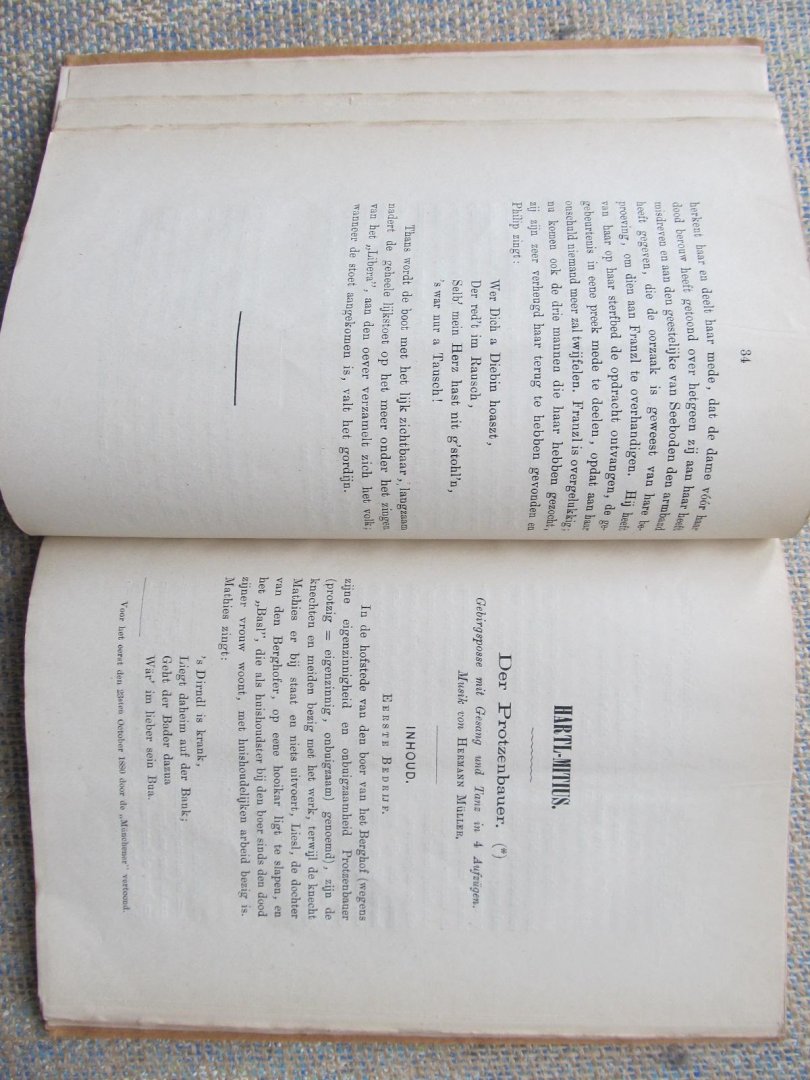 34
herkent haar en deelt haar mede, dat de dame vóór haar
dood berouw heeft getoond over hetgeen zij aan haar heeft
misdreven en aan den geestelijke van Seeboden den armband
heeft gegeven, die de oorzaak is geweest van hare be-
proeving, om dien aan Franzl te overhandigen. Hij heeft
van haar op haar sterfbed de opdracht ontvangen, de ge-
gebeurtenis in eene preek mede te deelen, opdat aan haar
onschuld niemand meer zal twijfelen. Franzl is overgelukkig;
nu komen ook de drie mannen die haar hebben gezocht,
zij zijn zeer verheugd haar terug te hebben gevonden en
Philip zingt:
Wer Dich a Diebin hoaszt,
Der red't im Rausch,
Selb' mein Herz hast nit g'stohl'n,
's war nur a Tausch!
Thans wordt de boot met het lijk zichtbaar, langzaam
nadert de geheele lijkstoet op het meer onder het zingen
van het „Libera", aan den oever verzamelt zich het volk;
wanneer de stoet aangekomen is, valt het gordijn.
HARTL-MITIUS.
Der Protzenbauer. (*)
Gebirgsposse mit Gesang und Tanz in 4 Aufzügen.
Musik von HERMANN MÜLLER,
INHOUD.
EERSTE BEDRIJF.
In de hofstede van den boer van het Berghof (wegens
zijne eigenzinnigheid en onbuigzaamheid Protzenbauer
(protzig = eigenzinnig, onbuigzaam) genoemd), zijn de
knechten en meiden bezig met het werk, terwijl de knecht
Mathies er bij staat en niets uitvoert, Liesl, de dochter
van den Berghofer, op eene hooikar ligt te slapen, en
het „Basl", die als huishoudster bij den boer sinds den dood
zijner vrouw woont, met huishoudelijken arbeid bezig is.
Mathies zingt:
's Dirndl is krank,
Liegt daheim auf der Bank;
Geht der Bader dazua
Wär' im lieber sein Bua.
Voor het eerst den 23sten October 1880 door de „Münchener" vertoond.